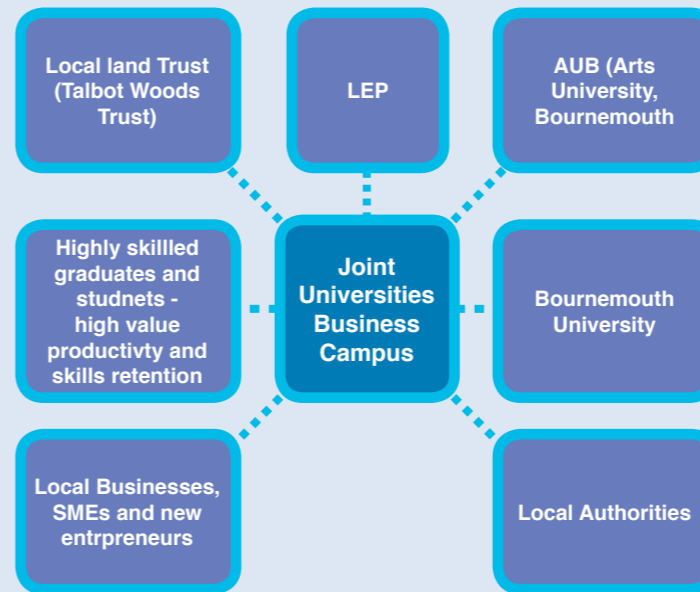 Local land Trust
(Talbot Woods
Trust)
LEP
AUB (Arts
University,
Bournemouth
Highly skillled
graduates and
studnets -
high value
productivty and
skills retention
Joint
Universities
Business
Campus
Bournemouth
University
Local Businesses,
SMEs and new
entrpreneurs
Local Authorities